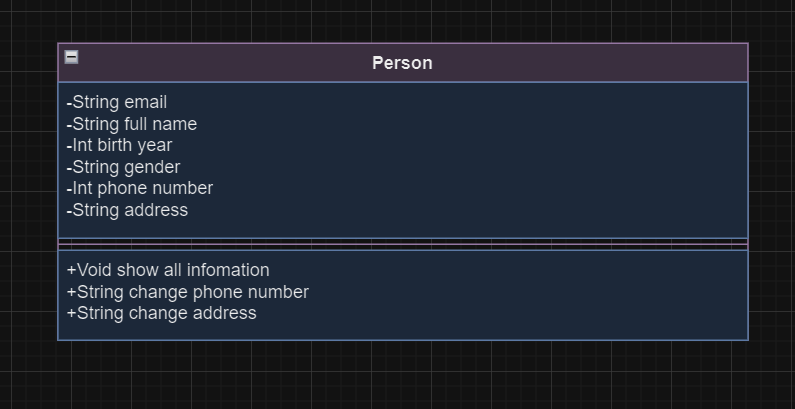 Person
-String email
-String full name
-Int birth year
-String gender
-Int phone number
-String address
+Void show all infomation
+String change phone number
+String change address